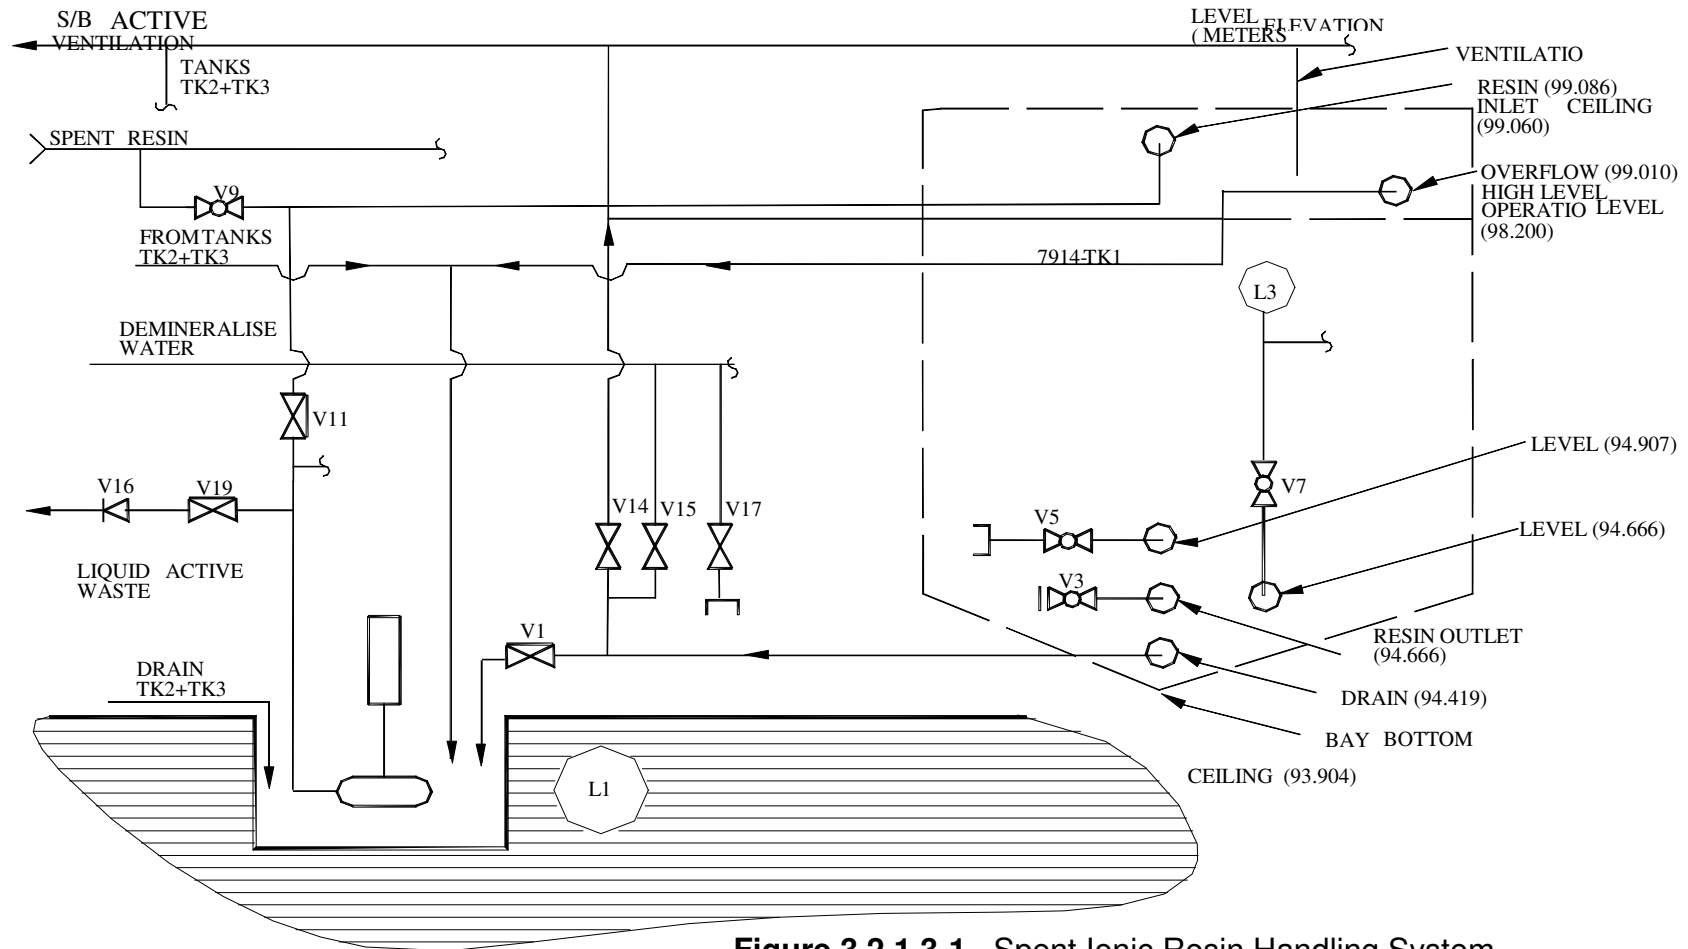 S/B ACTIVE
VENTILATION
TANKS
TK2+TK3
SPENT RESIN
V9
FROM TANKS
TK2+TK3
DEMINERALISE
WATER
V11
V16
V19
LIQUID ACTIVE
WASTE
V14
V15
V17
V1
DRAIN
TK2+TK3
L1
LEVEL ELEVATION
( METERS
VENTILATIO
RESIN (99.086)
INLET CEILING
(99.060)
OVERFLOW (99.010)
HIGH LEVEL
OPERATIO LEVEL
(98.200)
7914-TK1
L3
LEVEL (94.907)
V7
V5
LEVEL (94.666)
V3
RESIN OUTLET
(94.666)
DRAIN (94.419)
BAY BOTTOM
CEILING (93.904)
Figure 3.2.1.3-1. Spent Ionic Resin Handling System